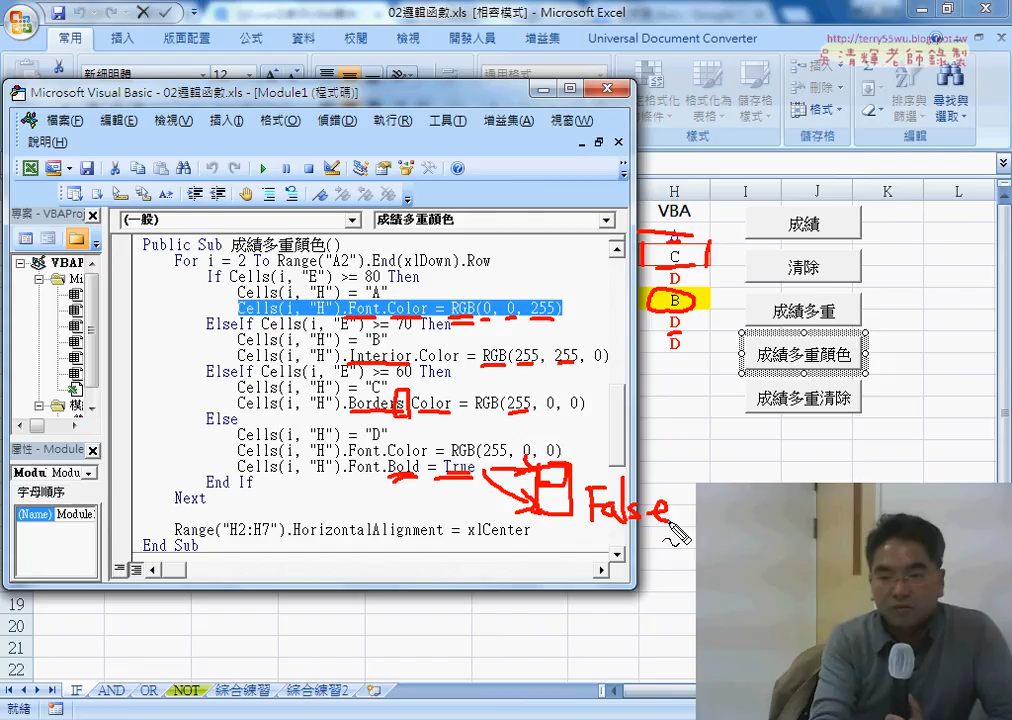 02邏輯函數.xls [相容模式] - Microsoft Excel
常用 插入 版面配置 公式 資料 校閱 檢視 開發人員 增益集 Universal Document Converter
http://terry55wu.blogspot.tw
吳清輝老師錄製
新細明體 12
插入 刪除 格式
排序與篩選 尋找與選取
樣式 儲存格 編輯
Microsoft Visual Basic - 02邏輯函數.xls - [Module1 (程式碼)]
檔案(F) 編輯(E) 檢視(V) 插入(I) 格式(O) 偵錯(D) 執行(R) 工具(T) 增益集(A) 視窗(W)
說明(H)
專案 - VBAProj
VBAP
Mi
模
(一般) 成績多重顏色
Public Sub 成績多重顏色()
For i = 2 To Range("A2").End(xlDown).Row
If Cells(i, "E") >= 80 Then
Cells(i, "H") = "A"
Cells(i, "H").Font.Color = RGB(0, 0, 255)
ElseIf Cells(i, "E") >= 70 Then
Cells(i, "H") = "B"
Cells(i, "H").Interior.Color = RGB(255, 255, 0)
ElseIf Cells(i, "E") >= 60 Then
Cells(i, "H") = "C"
Cells(i, "H").Borders.Color = RGB(255, 0, 0)
Else
Cells(i, "H") = "D"
Cells(i, "H").Font.Color = RGB(255, 0, 0)
Cells(i, "H").Font.Bold = True
End If
Next
Range("H2:H7").HorizontalAlignment = xlCenter
End Sub
False
屬性 - Module
Modu Module
字母順序
(Name) Module
H I J K L
VBA
A
C
D
B
D
D
成績
清除
成績多重
成績多重顏色
成績多重清除
19
20
21
22
IF AND OR NOT 綜合練習 綜合練習2
就緒